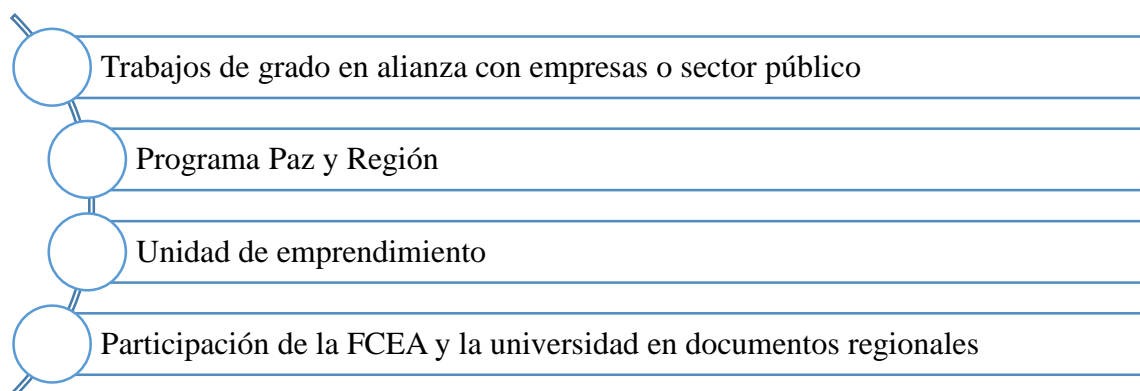 Trabajos de grado en alianza con empresas o sector público
Programa Paz y Región
Unidad de emprendimiento
Participación de la FCEA y la universidad en documentos regionales